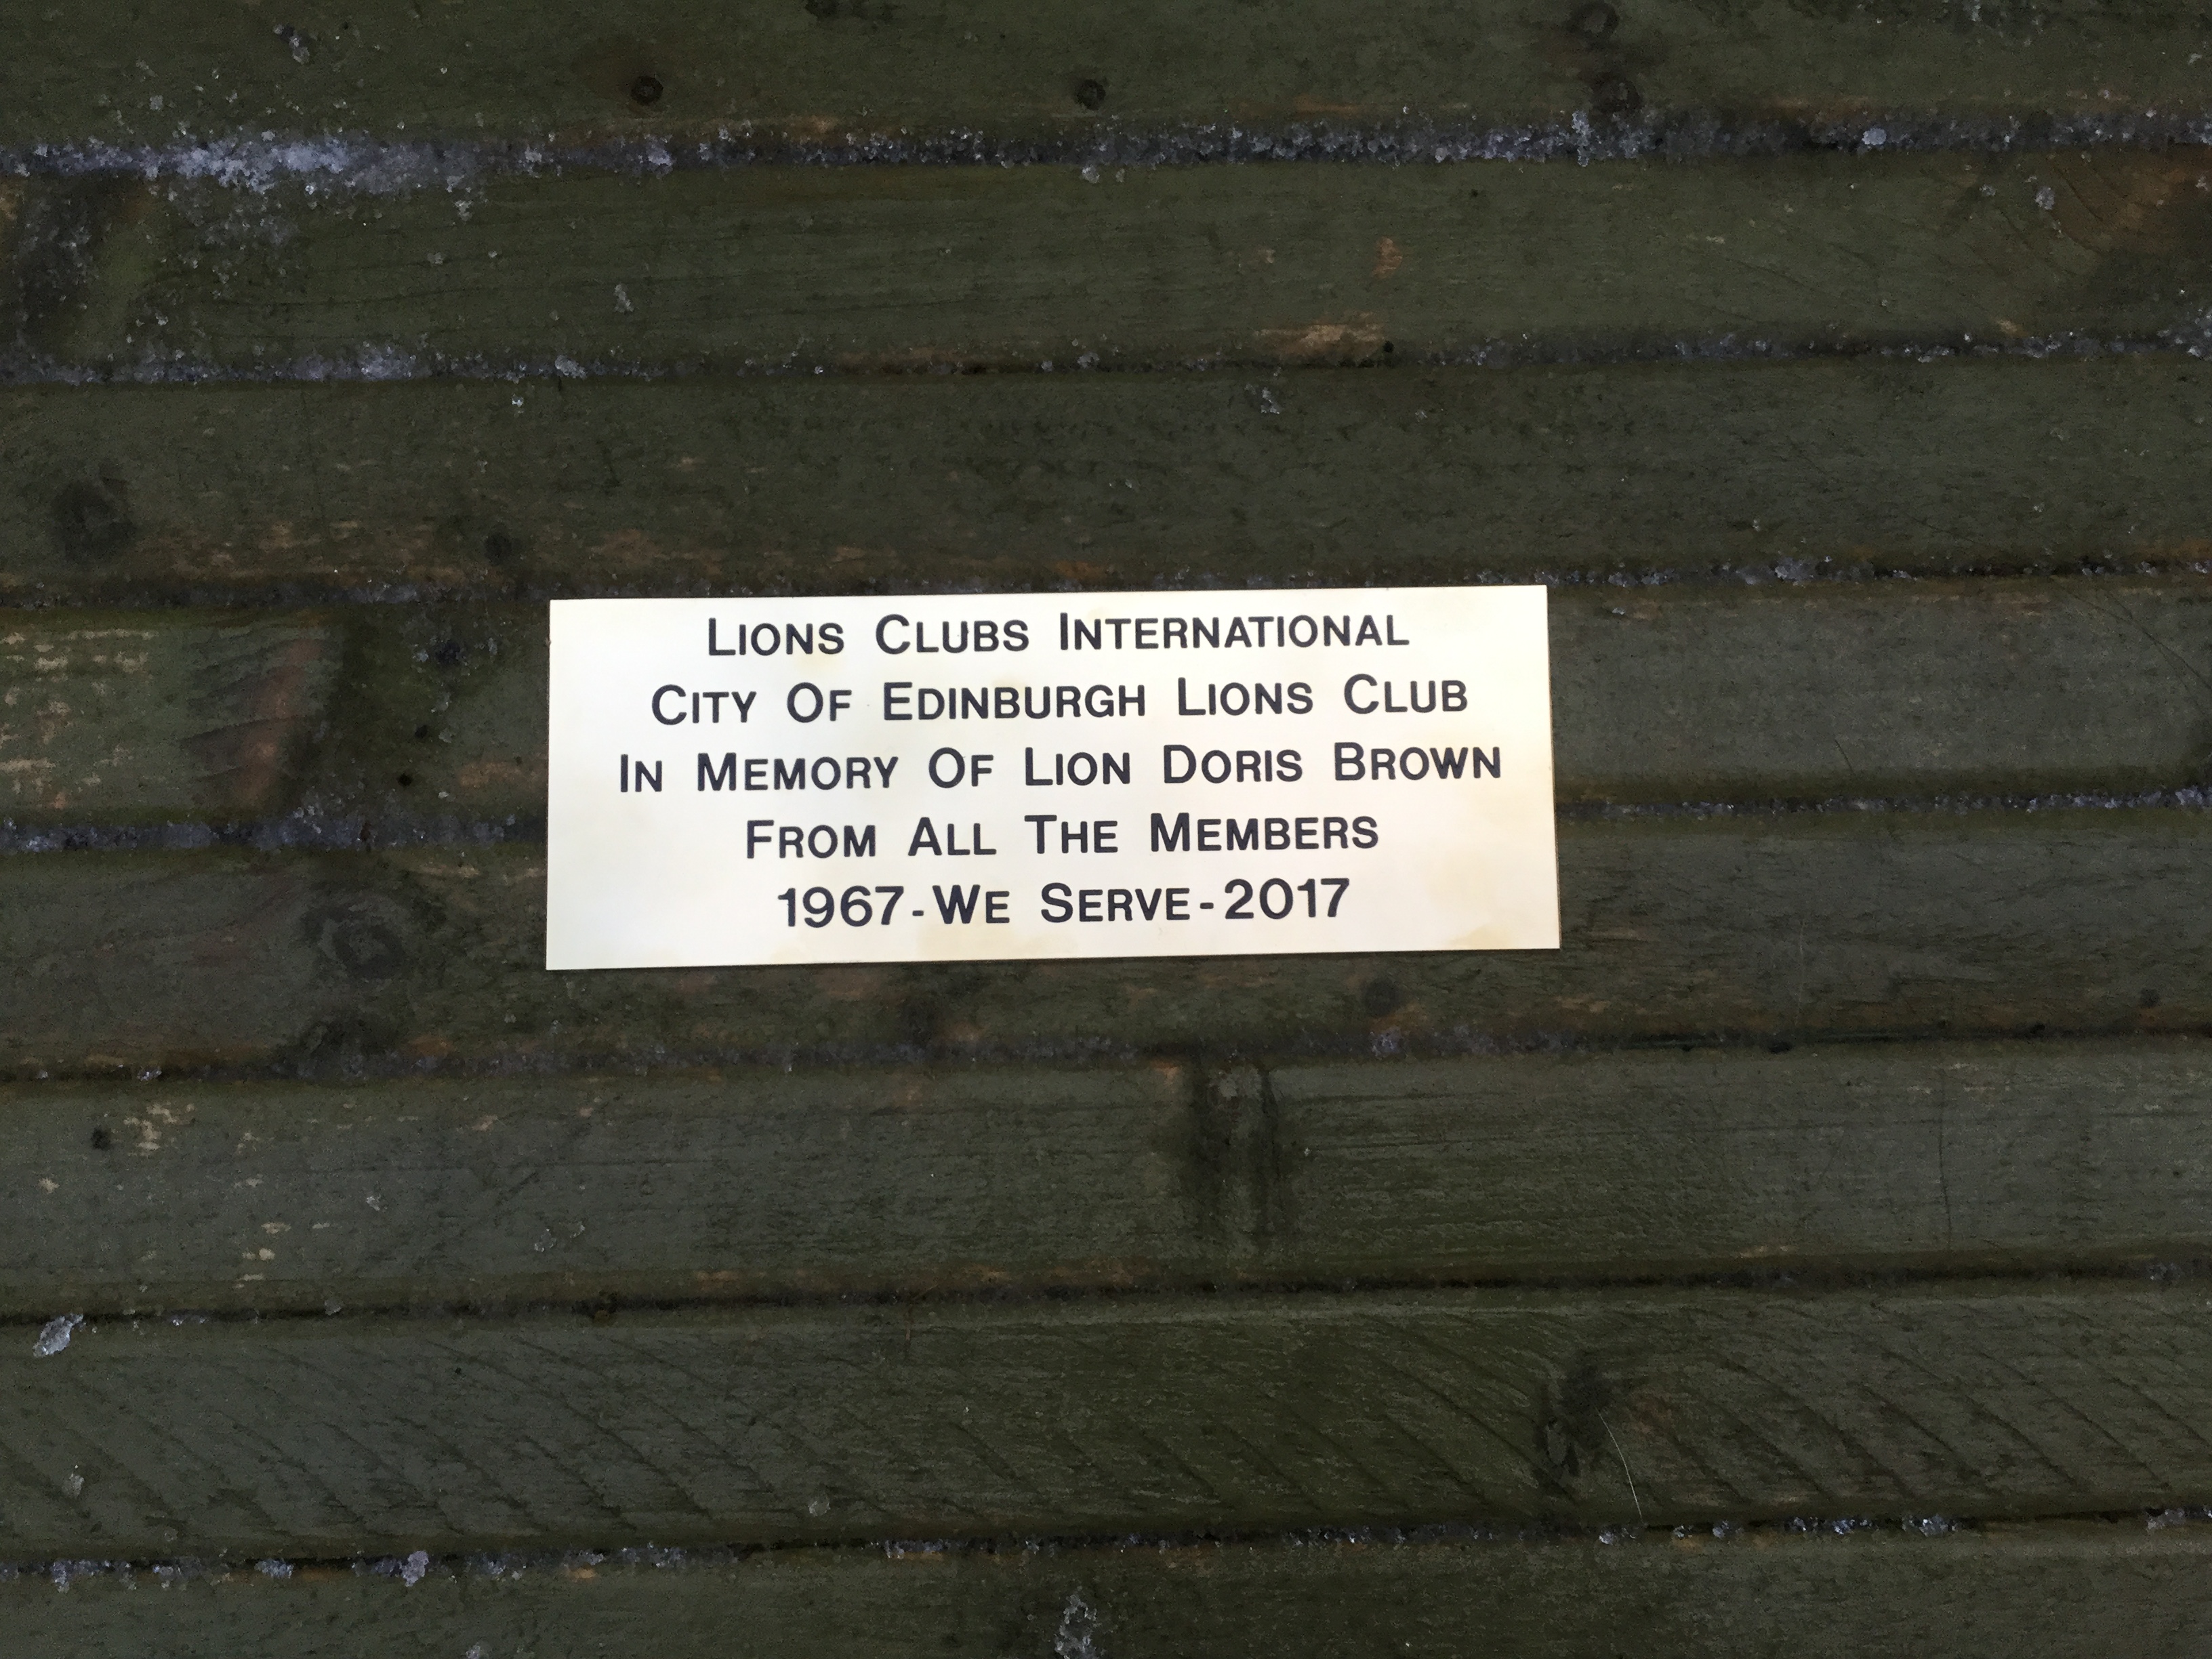 Lions Clubs International
City Of Edinburgh Lions Club
In Memory Of Lion Doris Brown
From All The Members
1967-We Serve-2017